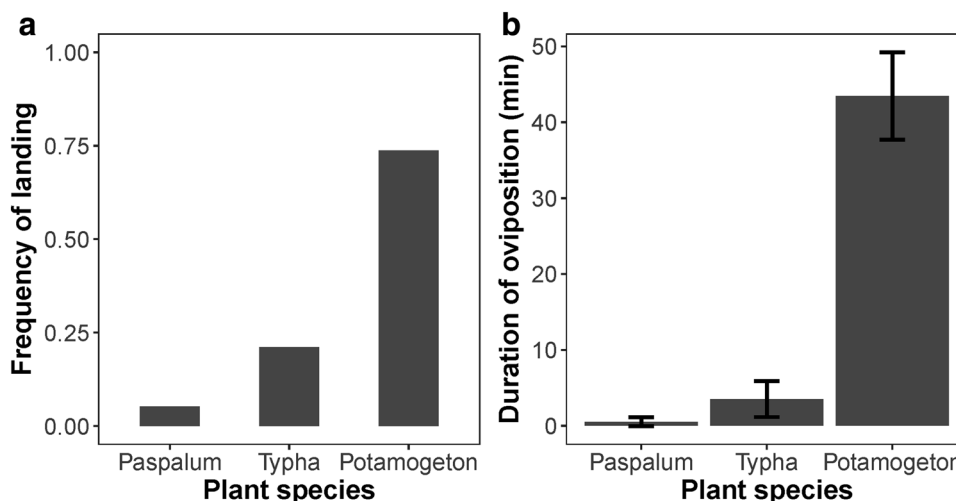 a
Frequency of landing
1.00
0.75
0.50
0.25
0.00
Paspalum Typha Potamogeton
Plant species
b
Duration of oviposition (min)
50
40
30
20
10
0
Paspalum Typha Potamogeton
Plant species